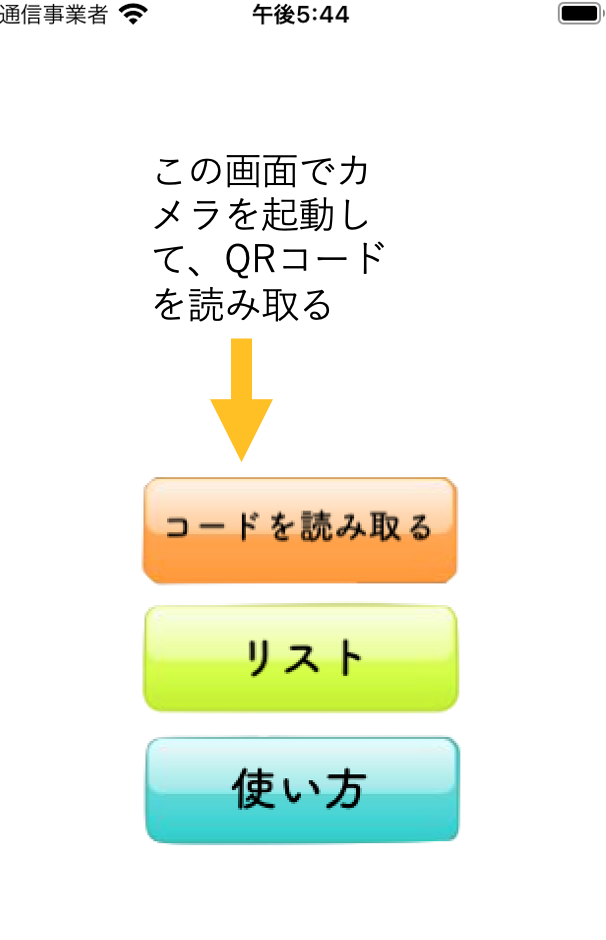 通信事業者 午後5:44
この画面でカ
メラを起動し
て、QRコード
を読み取る
コードを読み取る
リスト
使い方